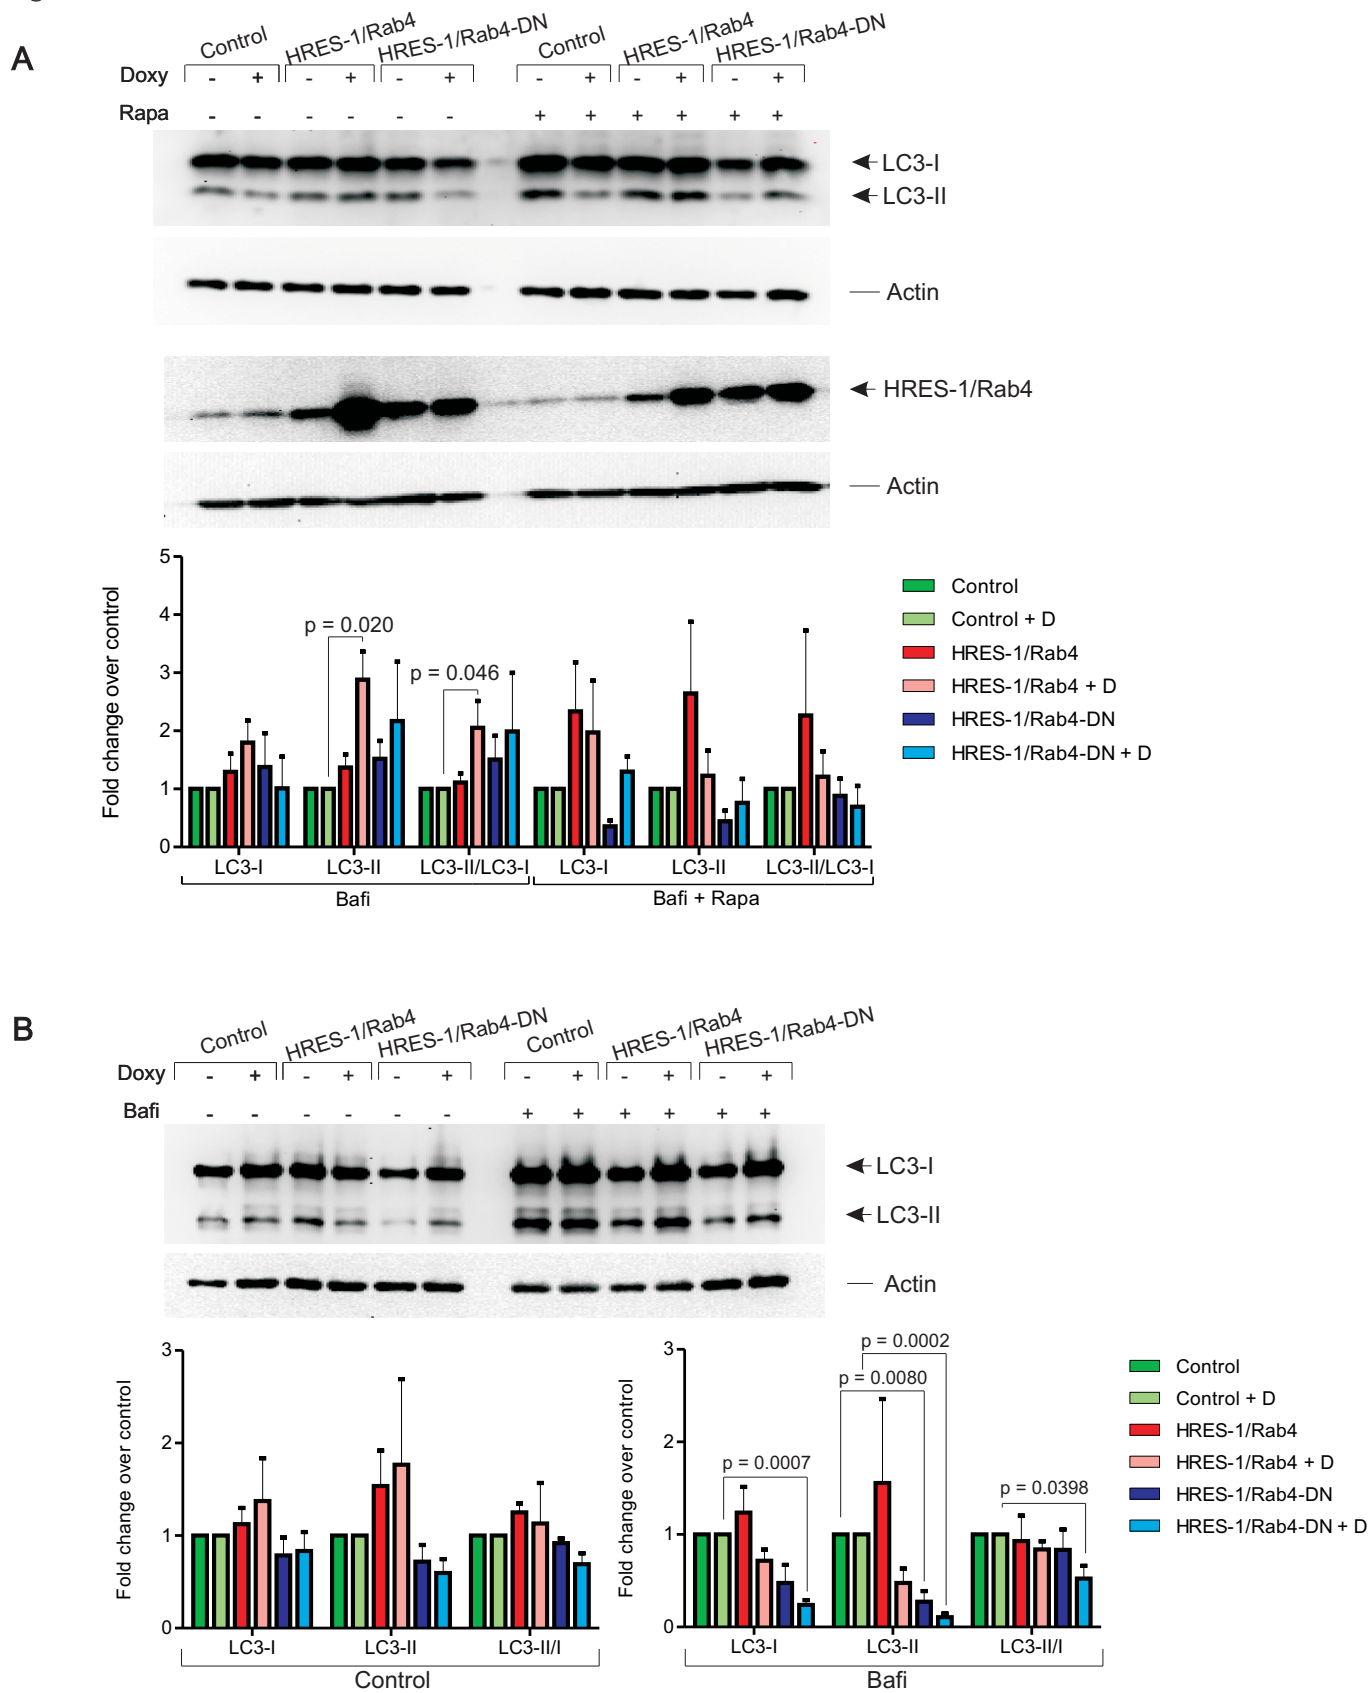 A
Control HRES-1/Rab4 HRES-1/Rab4-DN Control HRES-1/Rab4 HRES-1/Rab4-DN
Doxy - + - + - + - + - + - +
Rapa - - - - - - + + + + + +
LC3-I
LC3-II
Actin
HRES-1/Rab4
Actin
Fold change over control
5
4
3
2
1
0
p = 0.020
p = 0.046
LC3-I LC3-II LC3-II/LC3-I LC3-I LC3-II LC3-II/LC3-I
Bafi Bafi + Rapa
Control
Control + D
HRES-1/Rab4
HRES-1/Rab4 + D
HRES-1/Rab4-DN
HRES-1/Rab4-DN + D
B
Control HRES-1/Rab4 HRES-1/Rab4-DN Control HRES-1/Rab4 HRES-1/Rab4-DN
Doxy - + - + - + - + - + - +
Bafi - - - - - - + + + + + +
LC3-I
LC3-II
Actin
Fold change over control
3
2
1
0
LC3-I LC3-II LC3-II/I
Control
Fold change over control
3
2
1
0
p = 0.0002
p = 0.0080
p = 0.0007
p = 0.0398
LC3-I LC3-II LC3-II/I
Bafi
Control
Control + D
HRES-1/Rab4
HRES-1/Rab4 + D
HRES-1/Rab4-DN
HRES-1/Rab4-DN + D